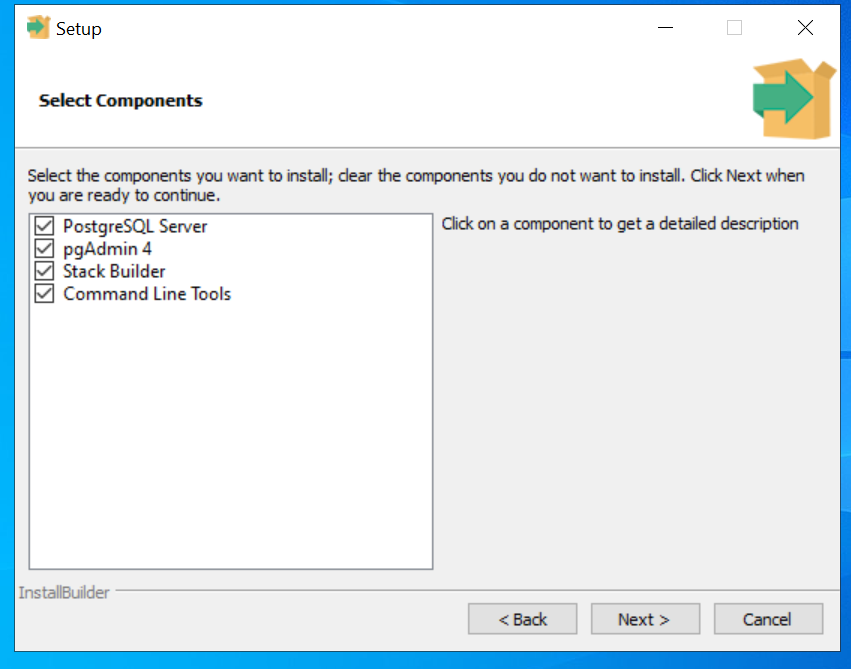 Setup
Select Components
Select the components you want to install; clear the components you do not want to install. Click Next when
you are ready to continue.
PostgreSQL Server
pgAdmin 4
Stack Builder
Command Line Tools
Click on a component to get a detailed description
InstallBuilder
< Back
Next >
Cancel